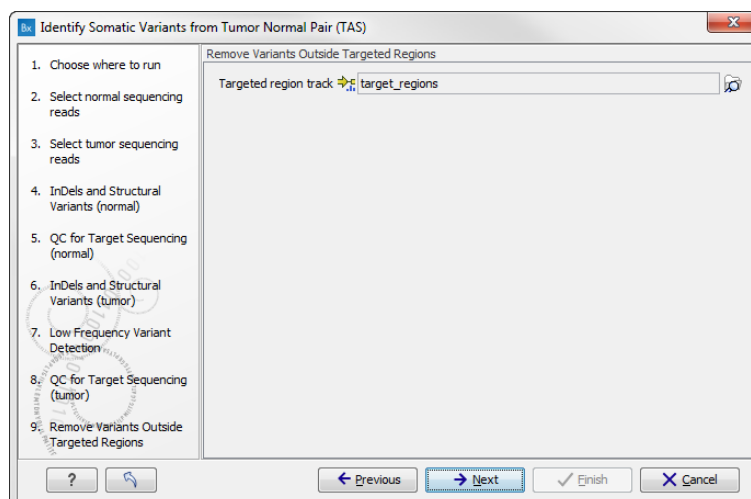 Bx Identify Somatic Variants from Tumor Normal Pair (TAS)
x
1. Choose where to run
2. Select normal sequencing
reads
3. Select tumor sequencing
reads
4. InDels and Structural
Variants (normal)
5. QC for Target Sequencing
(normal)
6. InDels and Structural
Variants (tumor)
7. Low Frequency Variant
Detection
8. QC for Target Sequencing
(tumor)
9. Remove Variants Outside
Targeted Regions
Remove Variants Outside Targeted Regions
Targeted region track target_regions
? Previous Next Finish Cancel